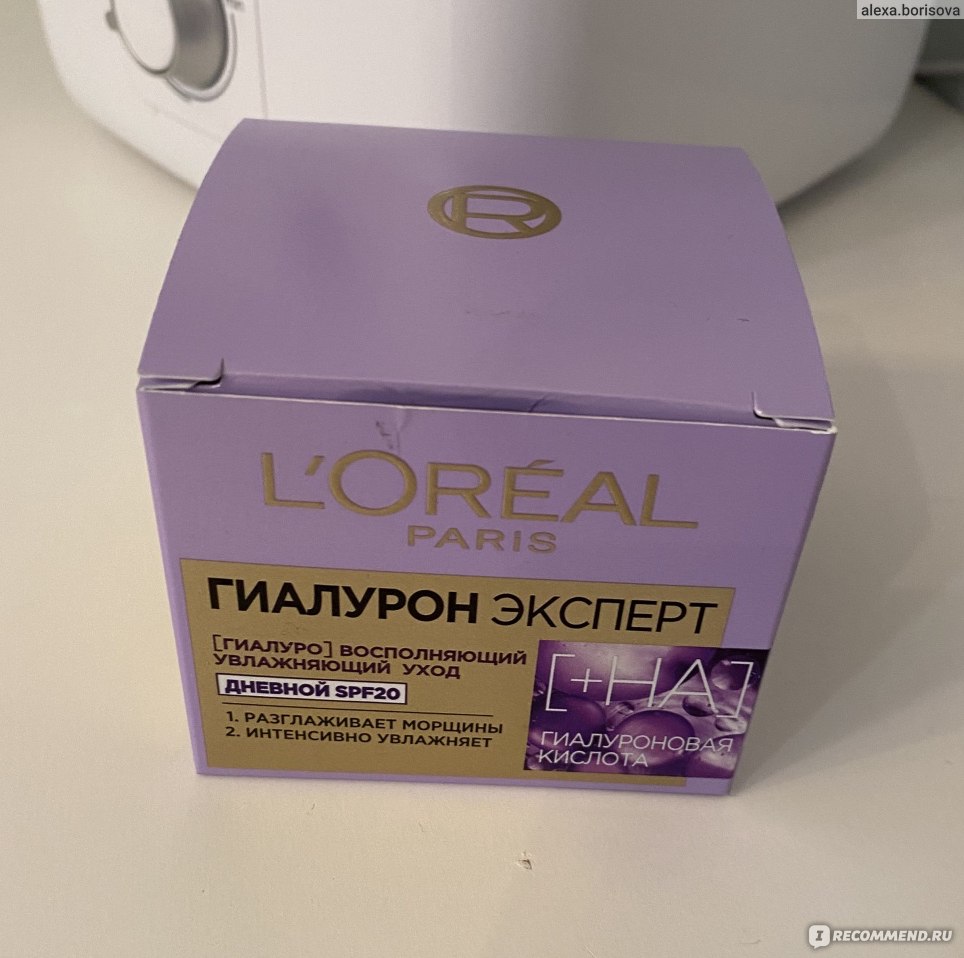 alexa.borisova
L'ORÉAL
PARIS
ГИАЛУРОН ЭКСПЕРТ
[ГИАЛУРО] ВОСПОЛНЯЮЩИЙ
УВЛАЖНЯЮЩИЙ УХОД
ДНЕВНОЙ SPF20
1. РАЗГЛАЖИВАЕТ МОРЩИНЫ
2. ИНТЕНСИВНО УВЛАЖНЯЕТ
[+HA]
ГИАЛУРОНОВАЯ
КИСЛОТА
IRECOMMEND.RU